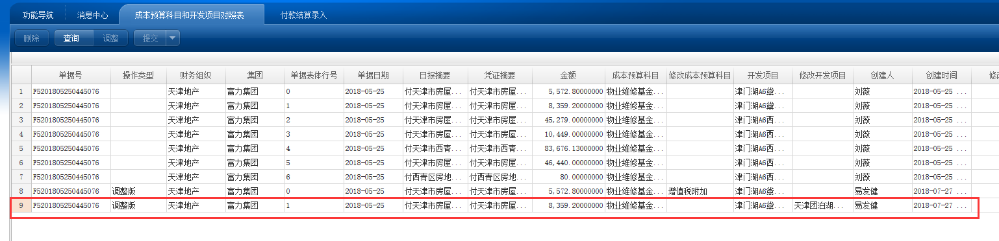 功能导航 消息中心 成本预算科目和开发项目对照表 付款结算录入
删除 查询 调整 提交
单据号 操作类型 财务组织 集团 单据表体行号 单据日期 日报摘要 凭证摘要 金额 成本预算科目 修改成本预算科目 开发项目 修改开发项目 创建人 创建时间 修改
1 F5201805250445076 天津地产 富力集团 0 2018-05-25 付天津市房屋... 付天津市房屋... 5,572.80000000 物业维修基金... 津门湖A6黛... 刘薇 2018-05-25 ...
2 F5201805250445076 天津地产 富力集团 1 2018-05-25 付天津市房屋... 付天津市房屋... 8,359.20000000 物业维修基金... 津门湖A6黛... 刘薇 2018-05-25 ...
3 F5201805250445076 天津地产 富力集团 2 2018-05-25 付天津市房屋... 付天津市房屋... 45,279.00000000 物业维修基金... 津门湖A6西... 刘薇 2018-05-25 ...
4 F5201805250445076 天津地产 富力集团 3 2018-05-25 付天津市房屋... 付天津市房屋... 10,449.00000000 物业维修基金... 津门湖A6西... 刘薇 2018-05-25 ...
5 F5201805250445076 天津地产 富力集团 4 2018-05-25 付天津市西青... 付天津市西青... 83,676.13000000 物业维修基金... 津门湖A6西... 刘薇 2018-05-25 ...
6 F5201805250445076 天津地产 富力集团 5 2018-05-25 付天津市房屋... 付天津市房屋... 46,440.00000000 物业维修基金... 津门湖A6西... 刘薇 2018-05-25 ...
7 F5201805250445076 天津地产 富力集团 6 2018-05-25 付西青区房地... 付西青区房地... 80.00000000 物业维修基金... 津门湖A6西... 刘薇 2018-05-25 ...
8 F5201805250445076 调整版 天津地产 富力集团 0 2018-05-25 付天津市房屋... 付天津市房屋... 5,572.80000000 物业维修基金... 增值税附加 津门湖A6黛... 易发健 2018-07-27 ...
9 F5201805250445076 调整版 天津地产 富力集团 1 2018-05-25 付天津市房屋... 付天津市房屋... 8,359.20000000 物业维修基金... 津门湖A6黛... 天津团泊湖... 易发健 2018-07-27 ...